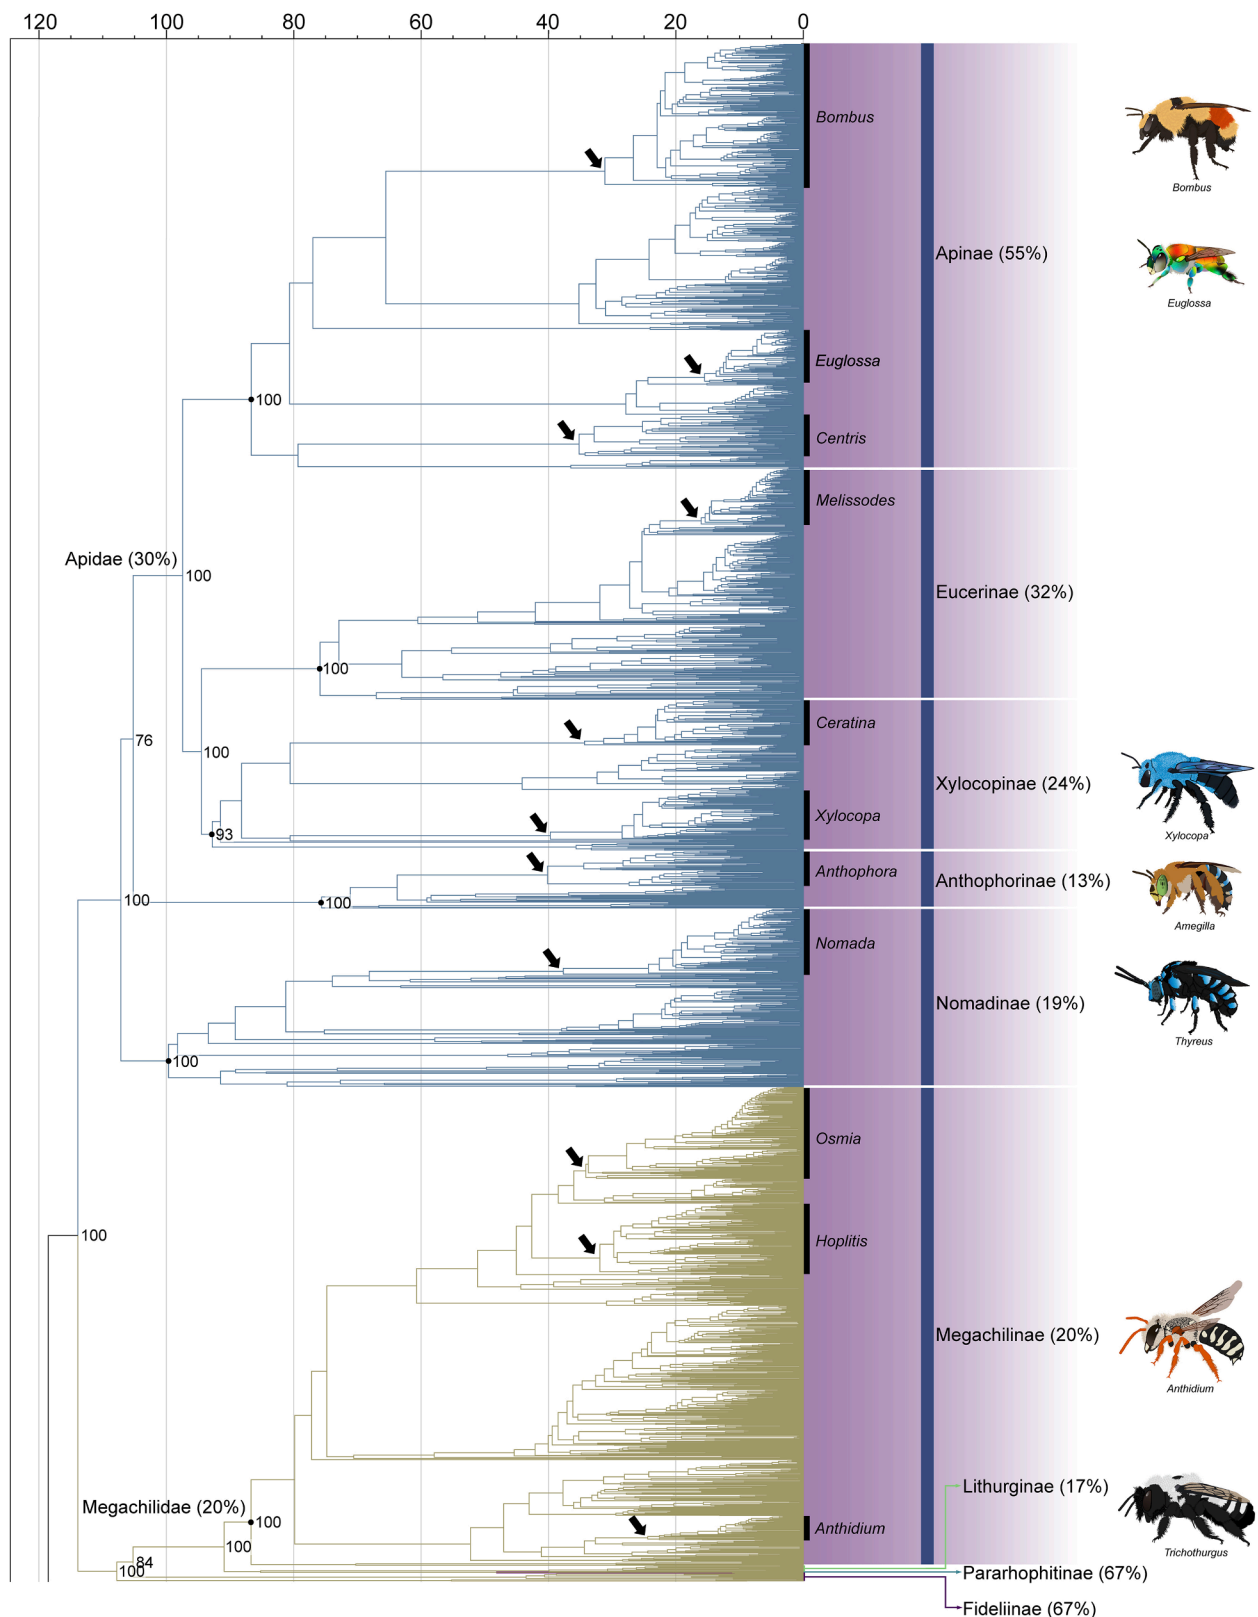 120 100 80 60 40 20 0
Bombus
Bombus
Apinae (55%)
Euglossa
Euglossa
100
Centris
Melissodes
Apidae (30%)
100
Eucerinae (32%)
100
Ceratina
76
100
Xylocopinae (24%)
Xylocopa
93
Xylocopa
Anthophora
Anthophorinae (13%)
100
100
Amegilla
Nomada
Nomadinae (19%)
Thyreus
100
Osmia
100
Hoplitis
Megachilinae (20%)
Anthidium
Lithurginae (17%)
Megachilidae (20%)
100
Anthidium
100
Trichothurgus
84
100
Pararhophitinae (67%)
Fideliinae (67%)